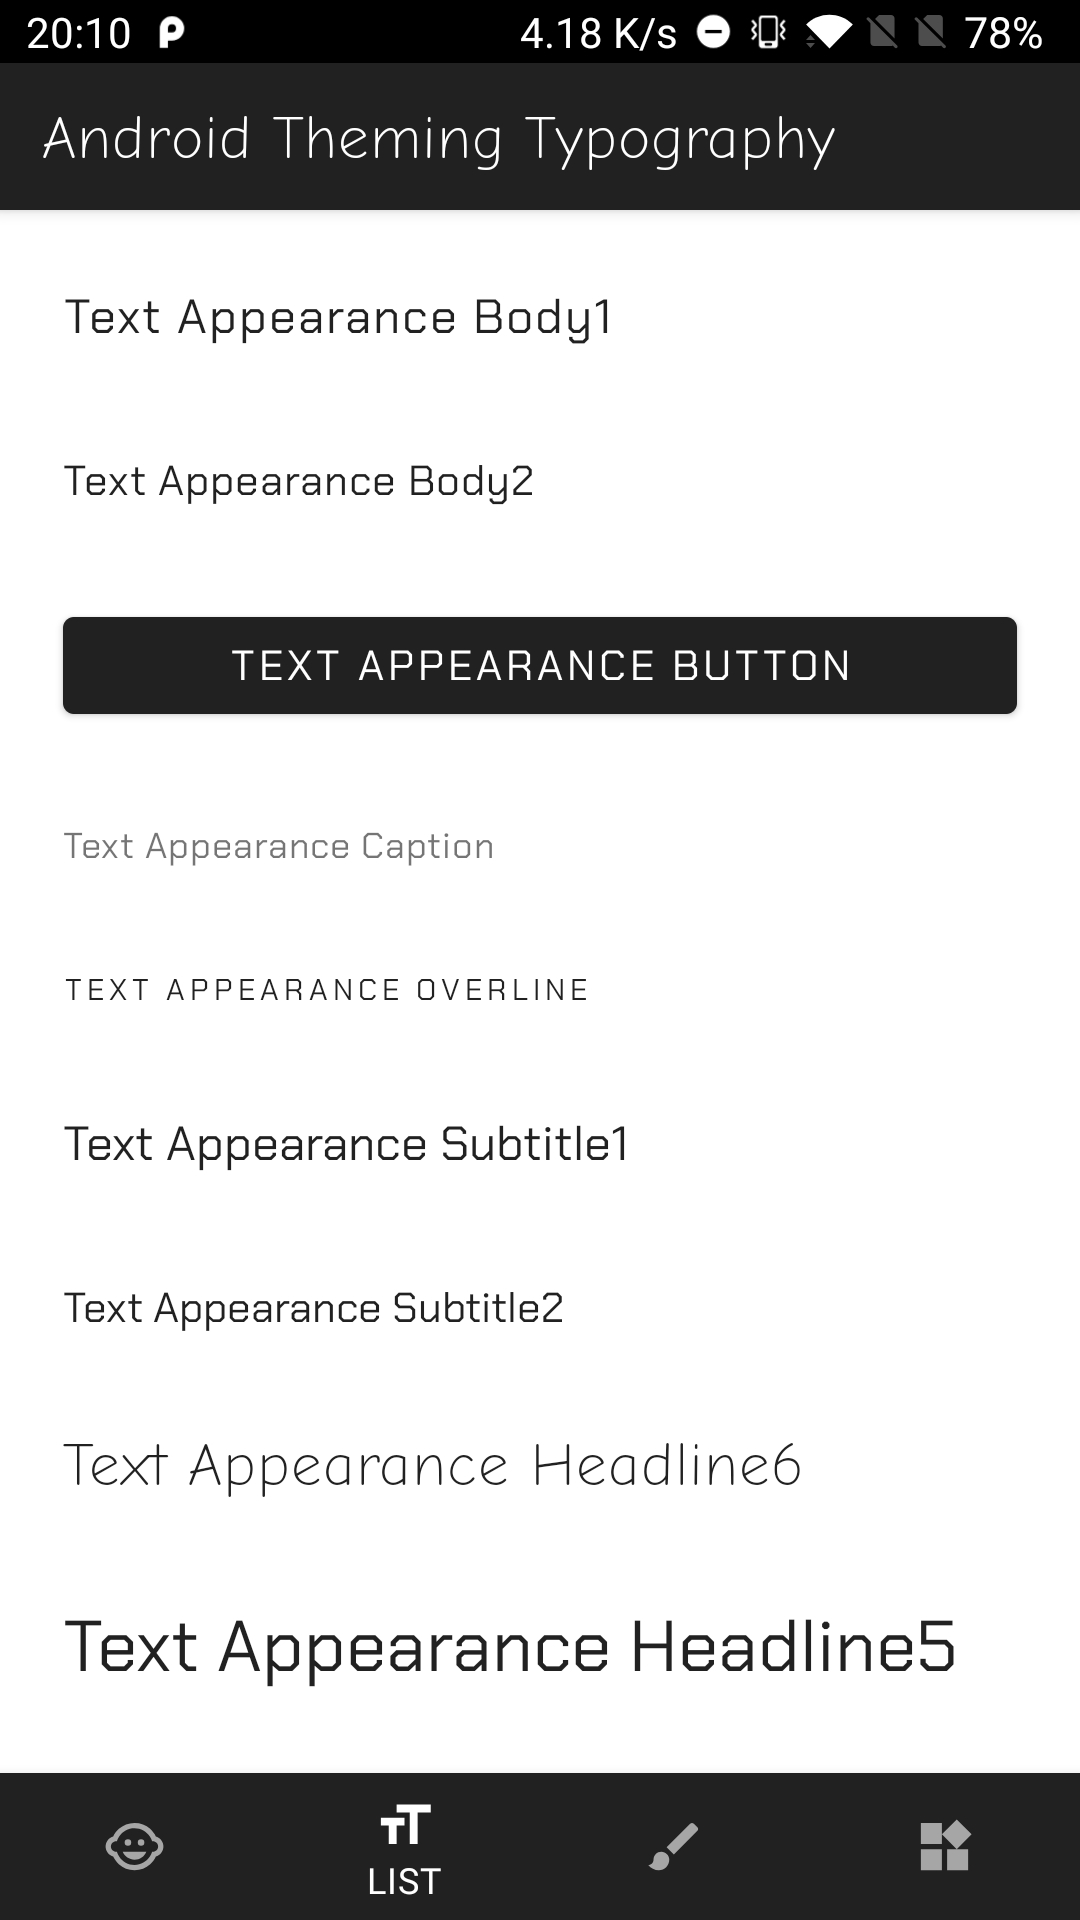 20:10 4.18 K/s 78%
Android Theming Typography
Text Appearance Body1
Text Appearance Body2
TEXT APPEARANCE BUTTON
Text Appearance Caption
TEXT APPEARANCE OVERLINE
Text Appearance Subtitle1
Text Appearance Subtitle2
Text Appearance Headline6
Text Appearance Headline5
LIST